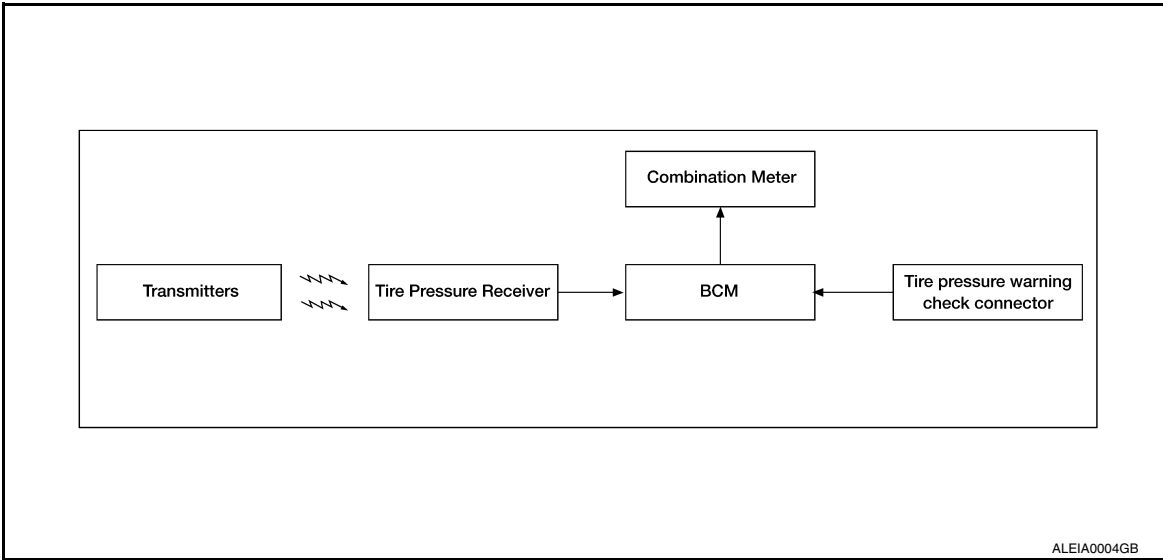 Combination Meter
Transmitters
Tire Pressure Receiver
BCM
Tire pressure warning
check connector
ALEIA0004GB